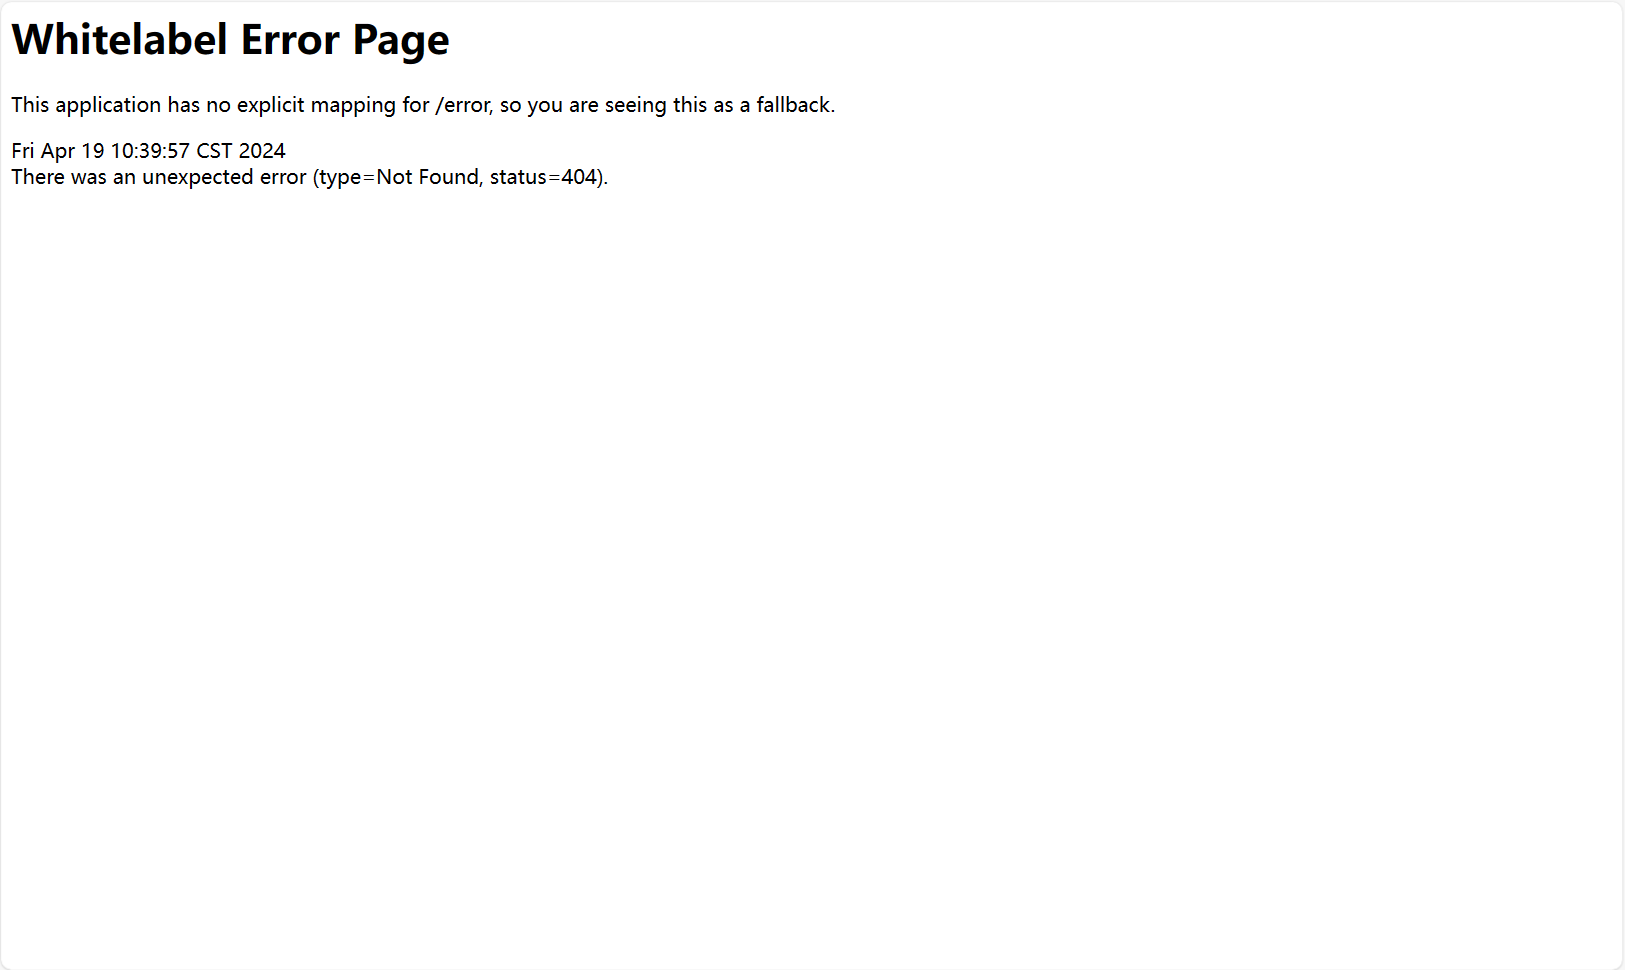 Whitelabel Error Page
This application has no explicit mapping for /error, so you are seeing this as a fallback.
Fri Apr 19 10:39:57 CST 2024
There was an unexpected error (type=Not Found, status=404).